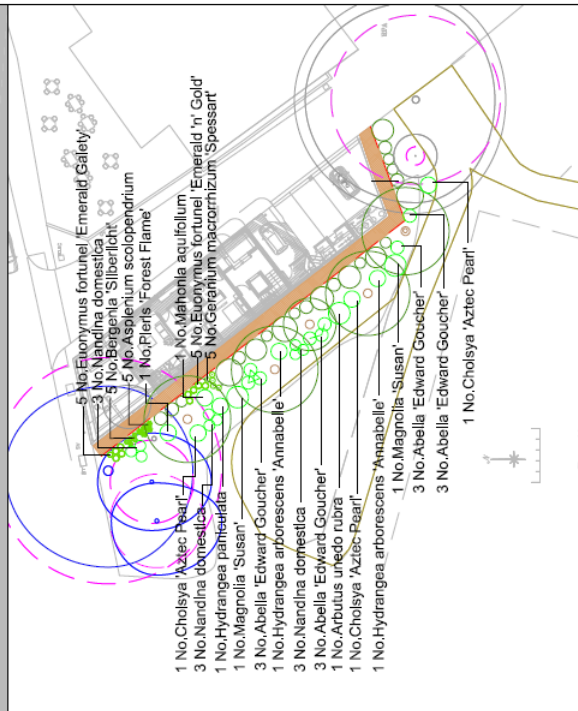 5 No.Euonymus fortunei 'Emerald Gaiety'
3 No.Nandina domestica
5 No.Bergenia 'Silberlicht'
5 No.Asplenium scolopendrium
1 No.Pieris 'Forest Flame'
1 No.Mahonia aquifolium
5 No.Euonymus fortunei 'Emerald 'n' Gold'
5 No.Geranium macrorrhizum 'Spessart'
1 No.Choisya 'Aztec Pearl'
3 No.Nandina domestica
1 No.Hydrangea paniculata
1 No.Magnolia 'Susan'
3 No.Abelia 'Edward Goucher'
1 No.Hydrangea arborescens 'Annabelle'
3 No.Nandina domestica
3 No.Abelia 'Edward Goucher'
1 No.Arbutus unedo rubra
1 No.Choisya 'Aztec Pearl'
1 No.Hydrangea arborescens 'Annabelle'
1 No.Magnolia 'Susan'
3 No.Abelia 'Edward Goucher'
3 No.Abelia 'Edward Goucher'
1 No.Choisya 'Aztec Pearl'